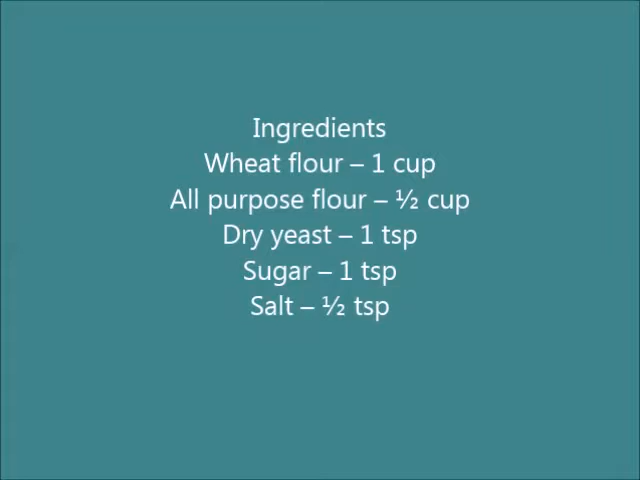 Ingredients
Wheat flour – 1 cup
All purpose flour – ½ cup
Dry yeast – 1 tsp
Sugar – 1 tsp
Salt – ½ tsp